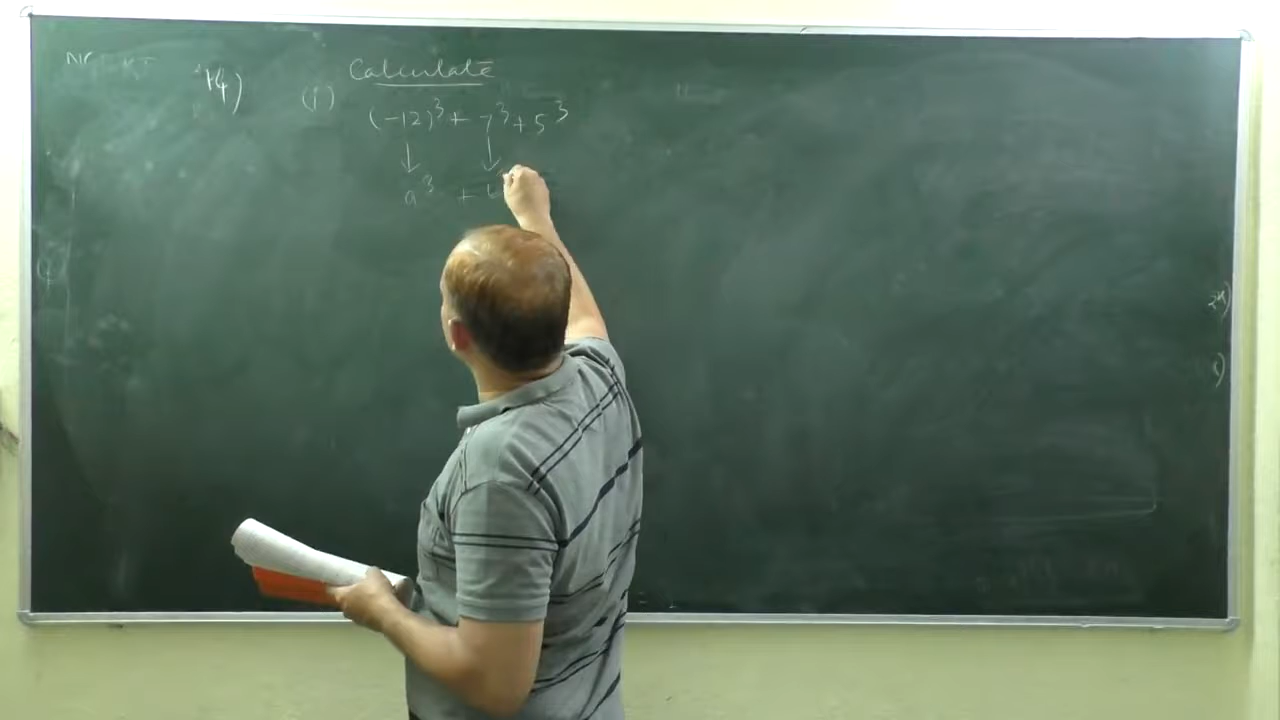 Calculate
14) (i) (-12)³ + 7³ + 5³
↓ ↓
a³ + b